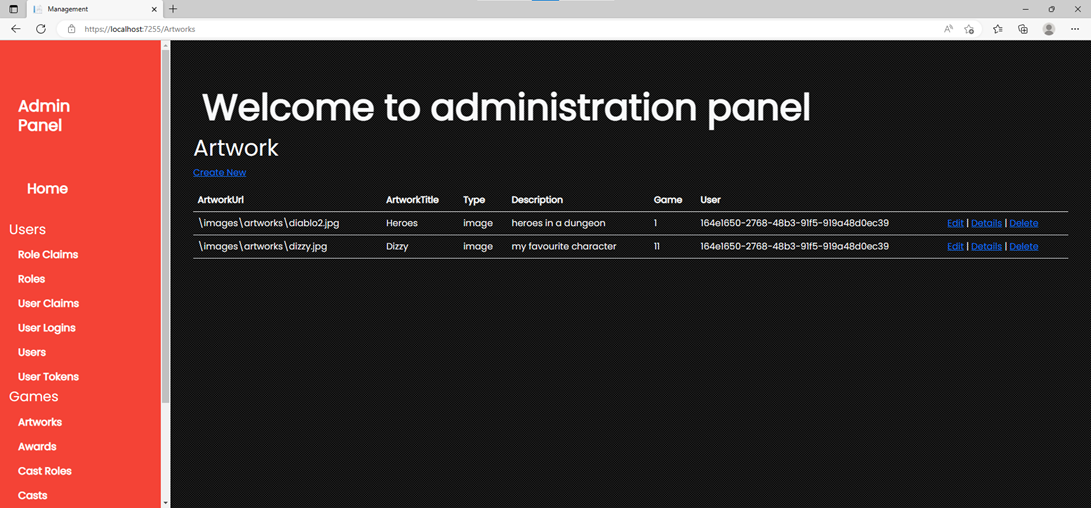 Management
https://localhost:7255/Artworks
Admin
Panel
Home
Users
Role Claims
Roles
User Claims
User Logins
Users
User Tokens
Games
Artworks
Awards
Cast Roles
Casts
Welcome to administration panel
Artwork
Create New
ArtworkUrl ArtworkTitle Type Description Game User
\images\artworks\diablo2.jpg Heroes image heroes in a dungeon 1 164e1650-2768-48b3-91f5-919a48d0ec39 Edit | Details | Delete
\images\artworks\dizzy.jpg Dizzy image my favourite character 11 164e1650-2768-48b3-91f5-919a48d0ec39 Edit | Details | Delete